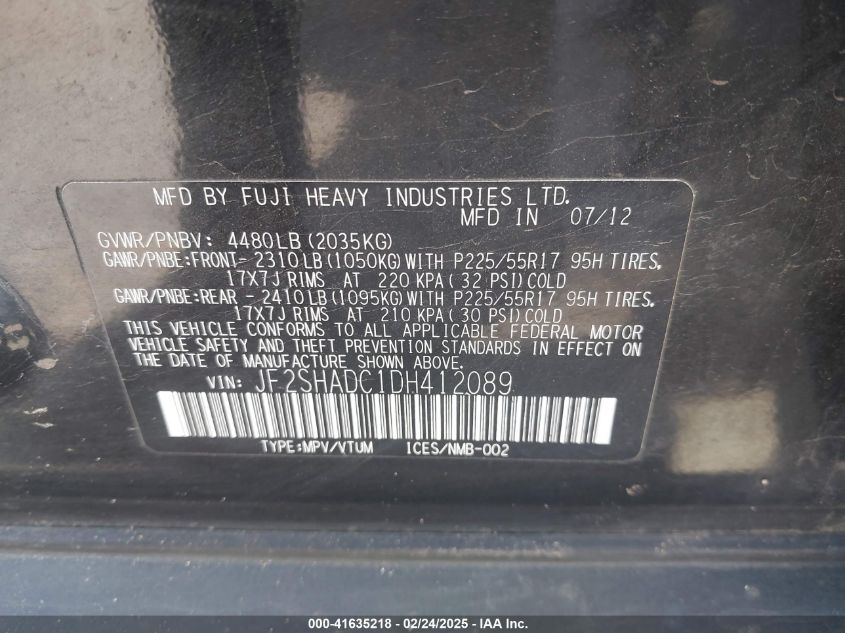 MFD BY FUJI HEAVY INDUSTRIES LTD.
MFD IN 07/12
GVWR/PNBV: 4480LB (2035KG)
GAWR/PNBE:FRONT- 2310LB (1050KG) WITH P225/55R17 95H TIRES,
17X7J RIMS AT 220 KPA( 32 PSI)COLD
GAWR/PNBE:REAR - 2410LB (1095KG) WITH P225/55R17 95H TIRES,
17X7J RIMS AT 210 KPA( 30 PSI)COLD
THIS VEHICLE CONFORMS TO ALL APPLICABLE FEDERAL MOTOR
VEHICLE SAFETY AND THEFT PREVENTION STANDARDS IN EFFECT ON
THE DATE OF MANUFACTURE SHOWN ABOVE.
VIN: JF2SHADC1DH412089
TYPE:MPV/VTUM ICES/NMB-002
000-41635218 - 02/24/2025 - IAA Inc.